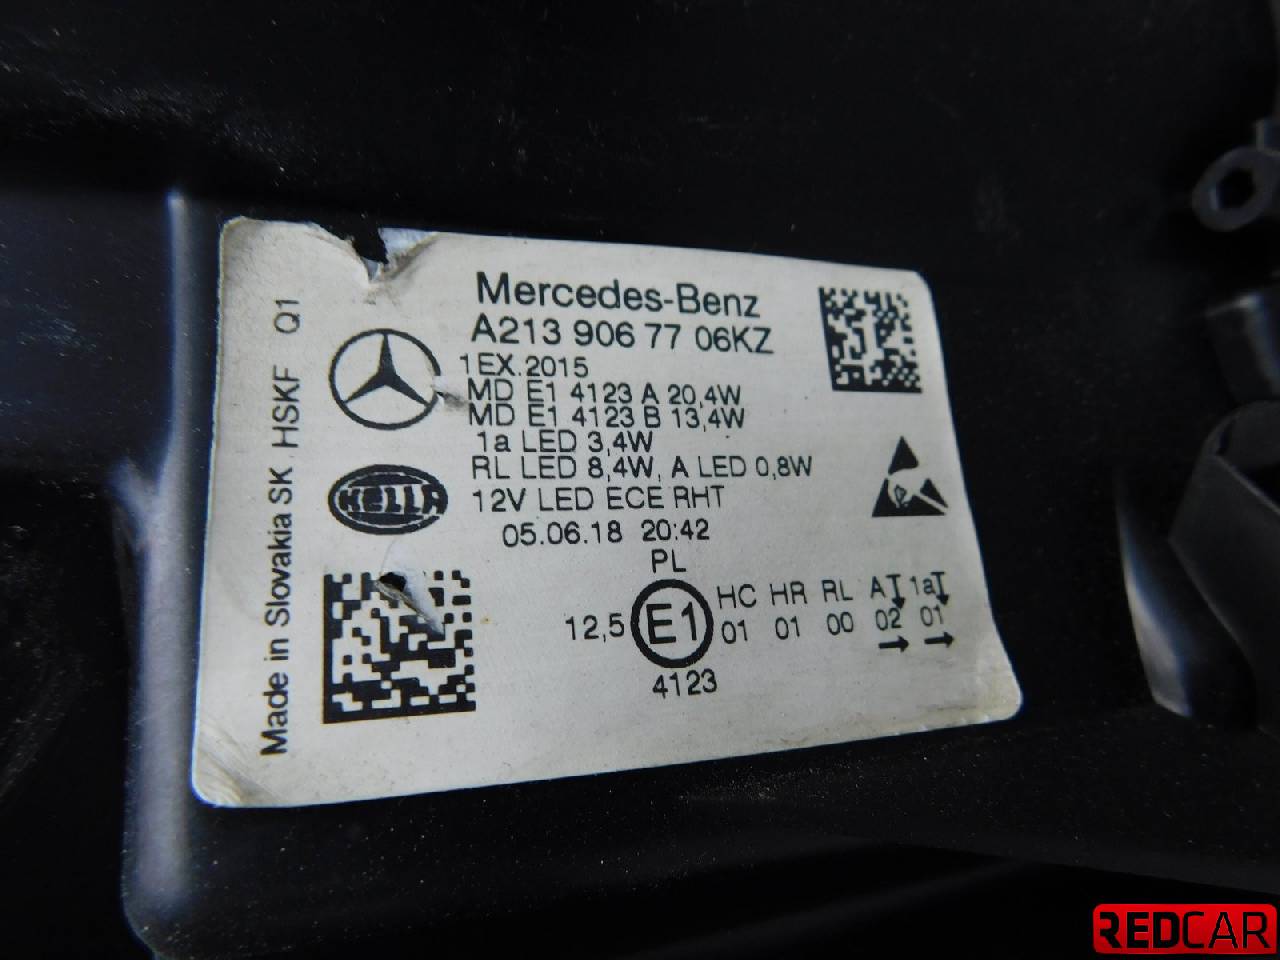 Mercedes-Benz
A213 906 77 06KZ
1EX.2015
MD E1 4123 A 20,4W
MD E1 4123 B 13,4W
1a LED 3,4W
RL LED 8,4W, A LED 0,8W
12V LED ECE RHT
05.06.18 20:42
PL
12,5 E1 HC HR RL A 1a
01 01 00 02 01
4123
HELLA
Made in Slovakia SK HSKF Q1
REDCAR